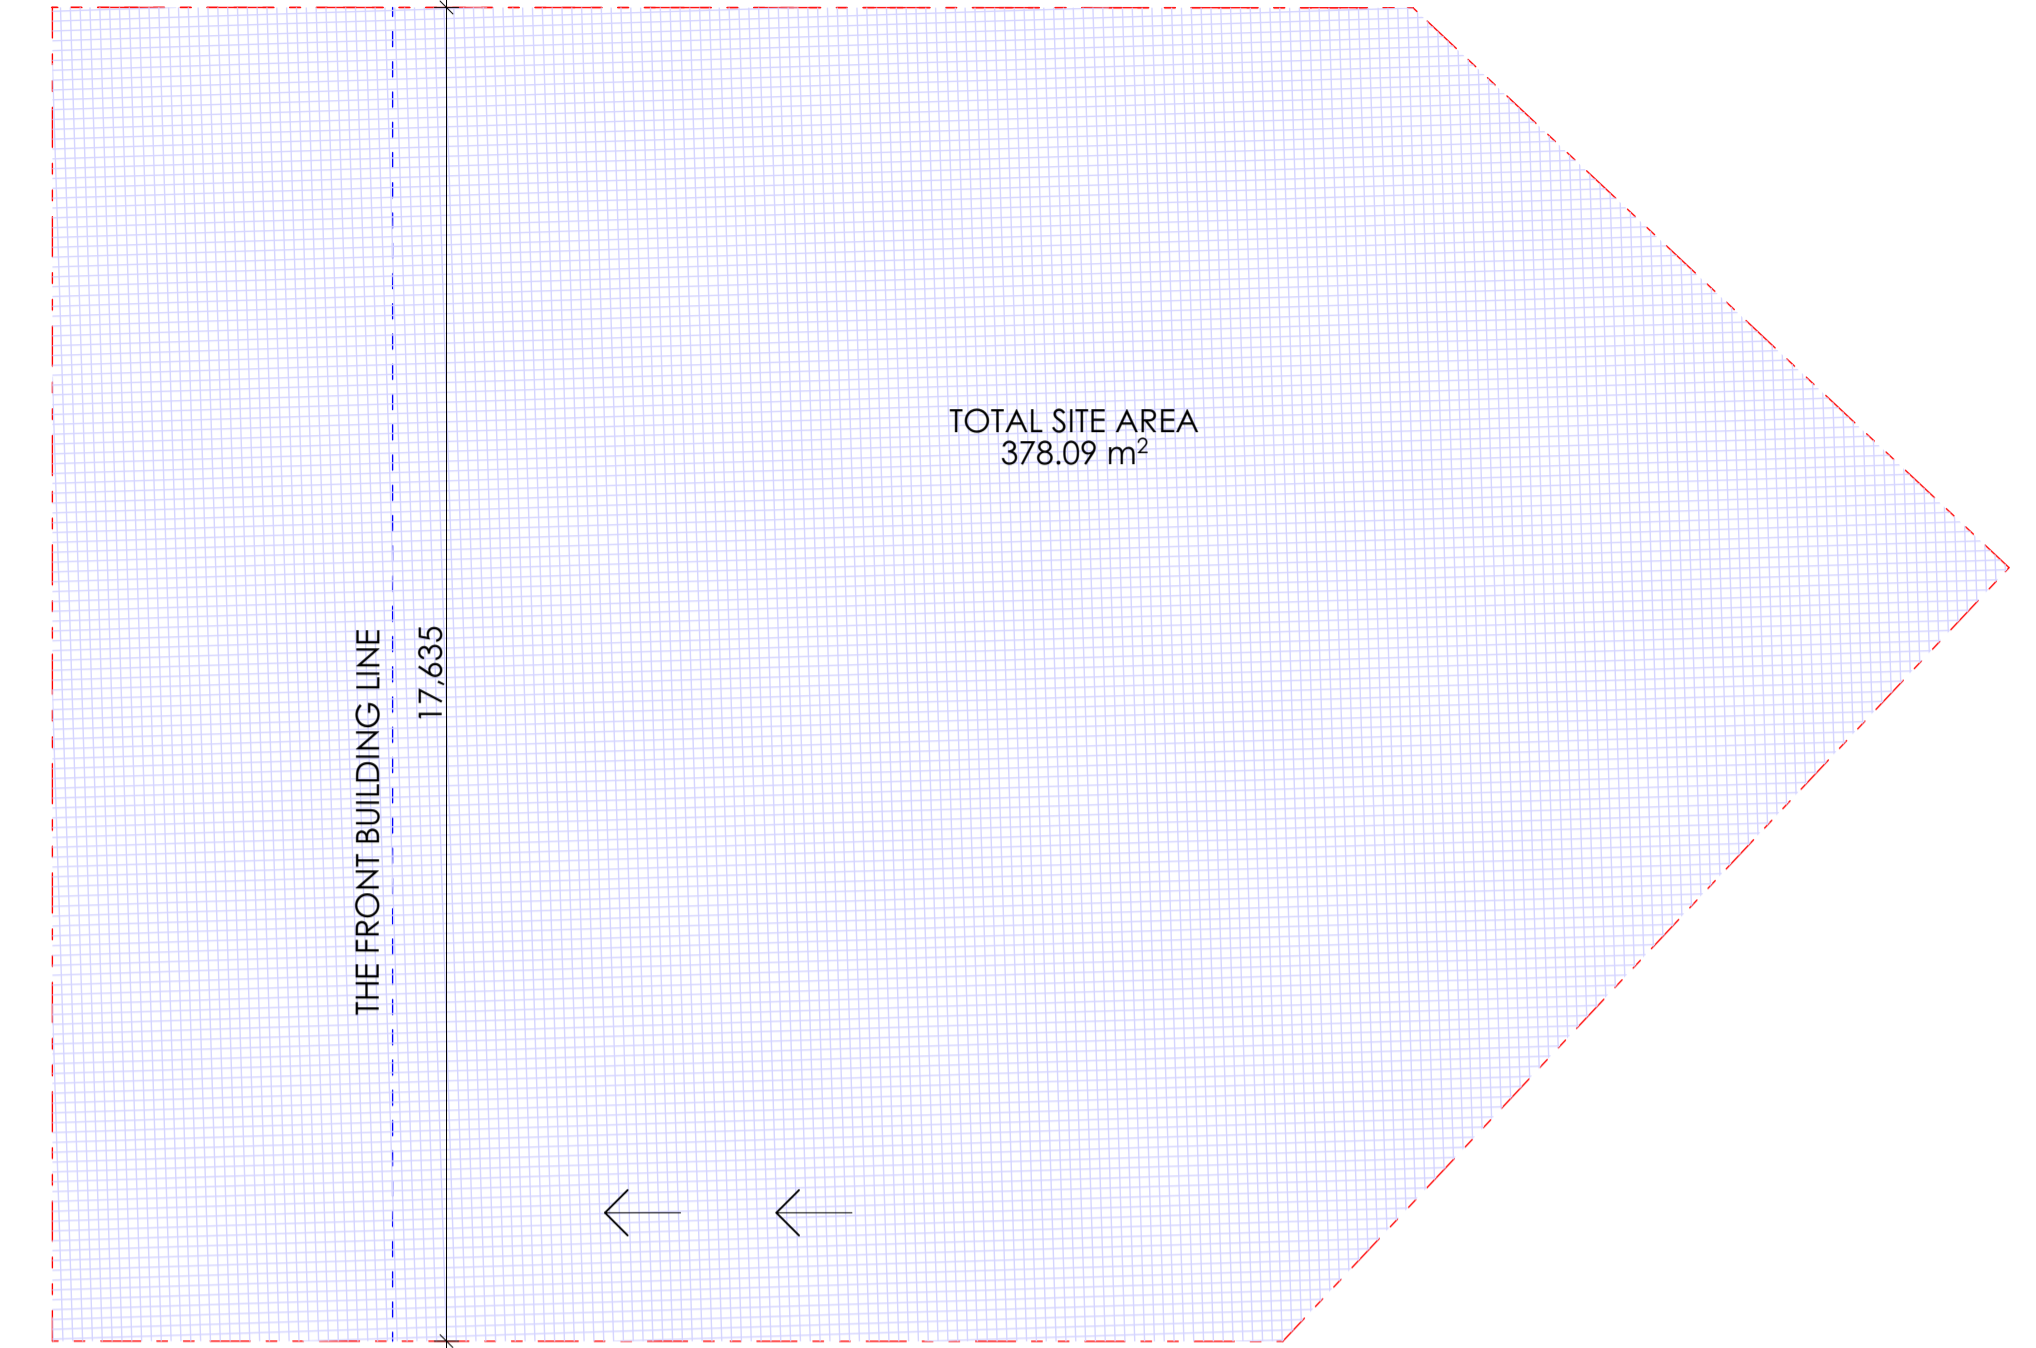 TOTAL SITE AREA
378.09 m²
THE FRONT BUILDING LINE
17,635